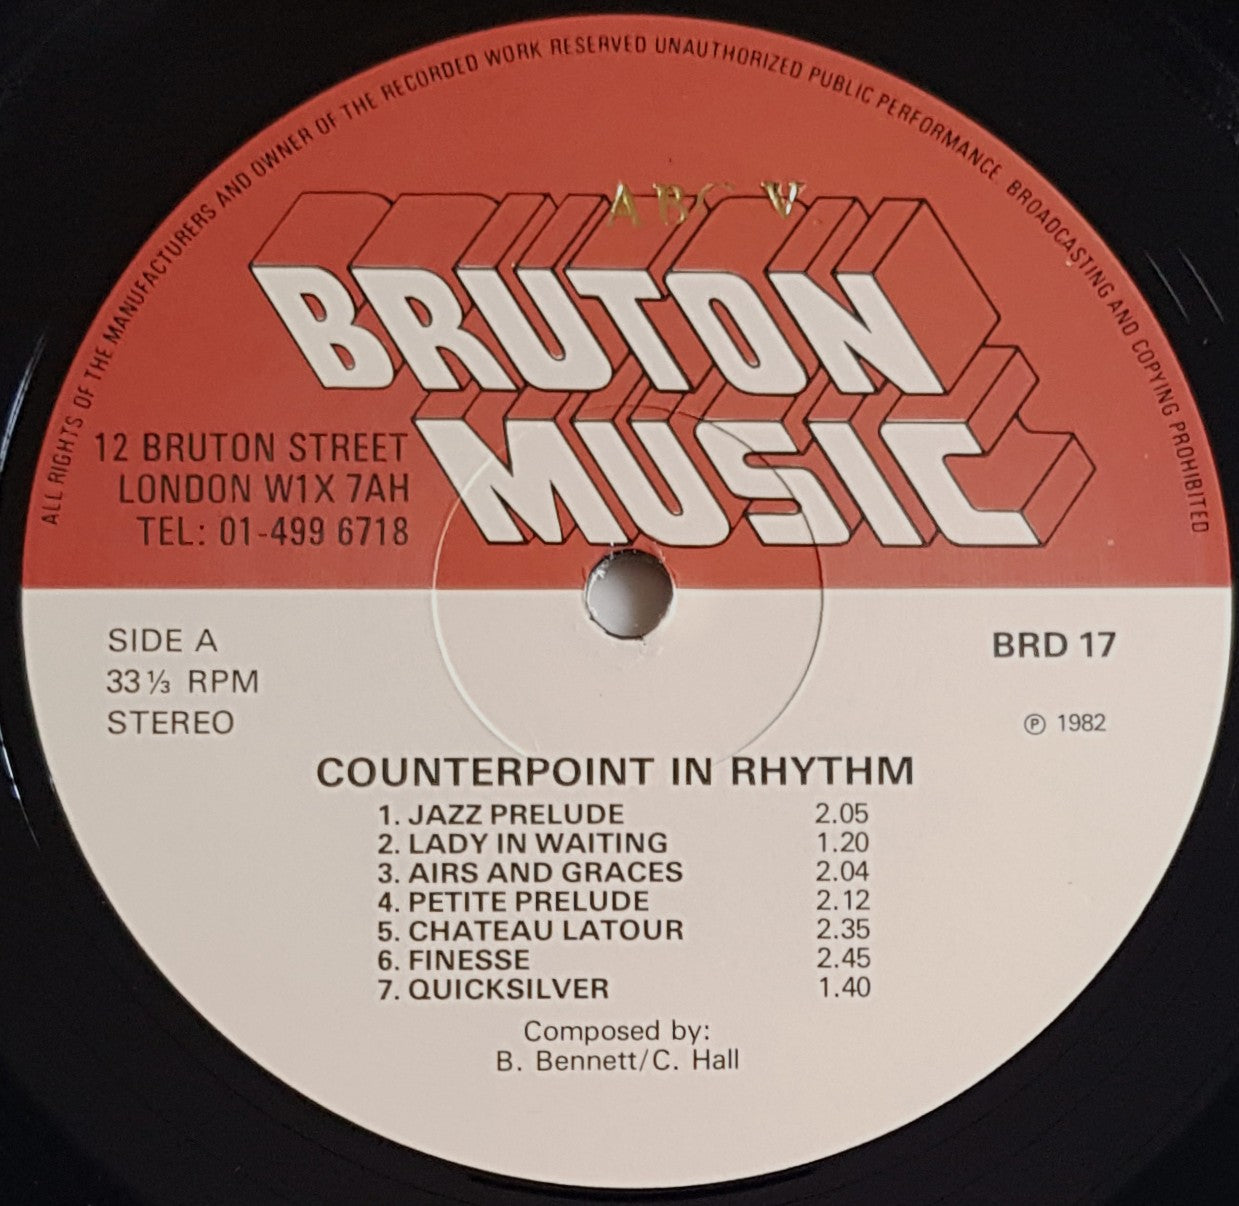 ALL RIGHTS OF THE MANUFACTURERS AND OWNER OF THE RECORDED WORK RESERVED UNAUTHORIZED PUBLIC PERFORMANCE. BROADCASTING AND COPYING PROHIBITED
ABC V
BRUTON
MUSIC
12 BRUTON STREET
LONDON W1X 7AH
TEL: 01-499 6718
SIDE A
33⅓ RPM
STEREO
BRD 17
℗ 1982
COUNTERPOINT IN RHYTHM
1. JAZZ PRELUDE 2.05
2. LADY IN WAITING 1.20
3. AIRS AND GRACES 2.04
4. PETITE PRELUDE 2.12
5. CHATEAU LATOUR 2.35
6. FINESSE 2.45
7. QUICKSILVER 1.40
Composed by:
B. Bennett/C. Hall